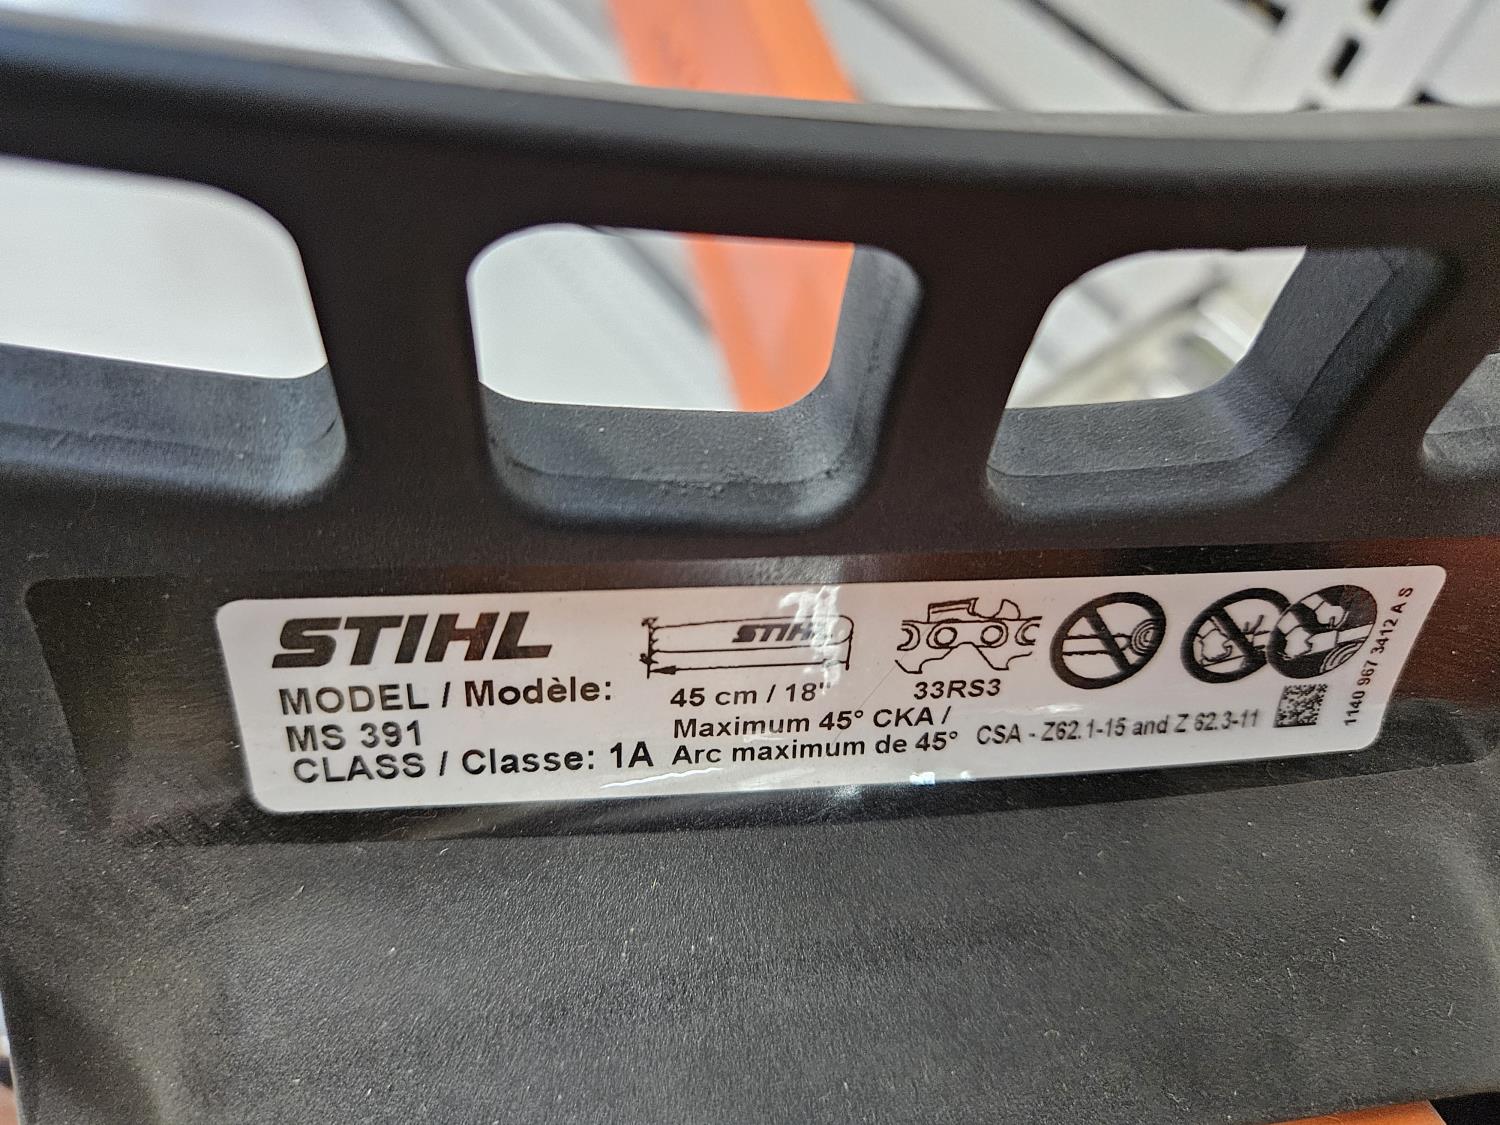 STIHL
MODEL / Modèle:
MS 391
CLASS / Classe: 1A
STIHL
45 cm / 18"
Maximum 45° CKA /
Arc maximum de 45°
33RS3
CSA - Z62.1-15 and Z 62.3-11
1140 967 3412 A S